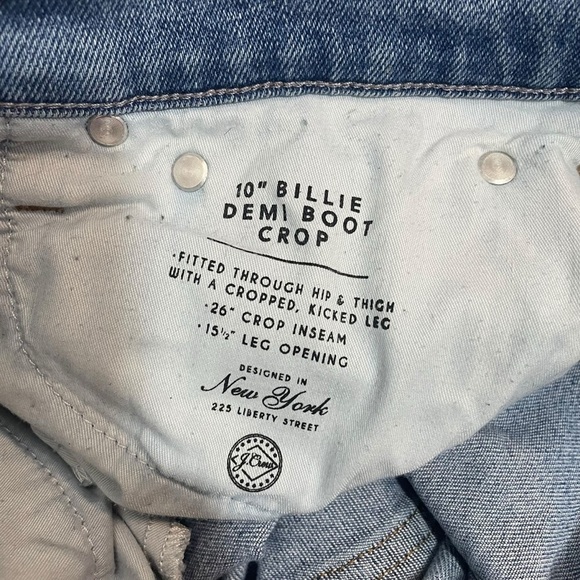 10" BILLIE
DEMI BOOT
CROP
·FITTED THROUGH HIP & THIGH
WITH A CROPPED, KICKED LEG
·26" CROP INSEAM
·15½" LEG OPENING
DESIGNED IN
New York
225 LIBERTY STREET
J.Crew